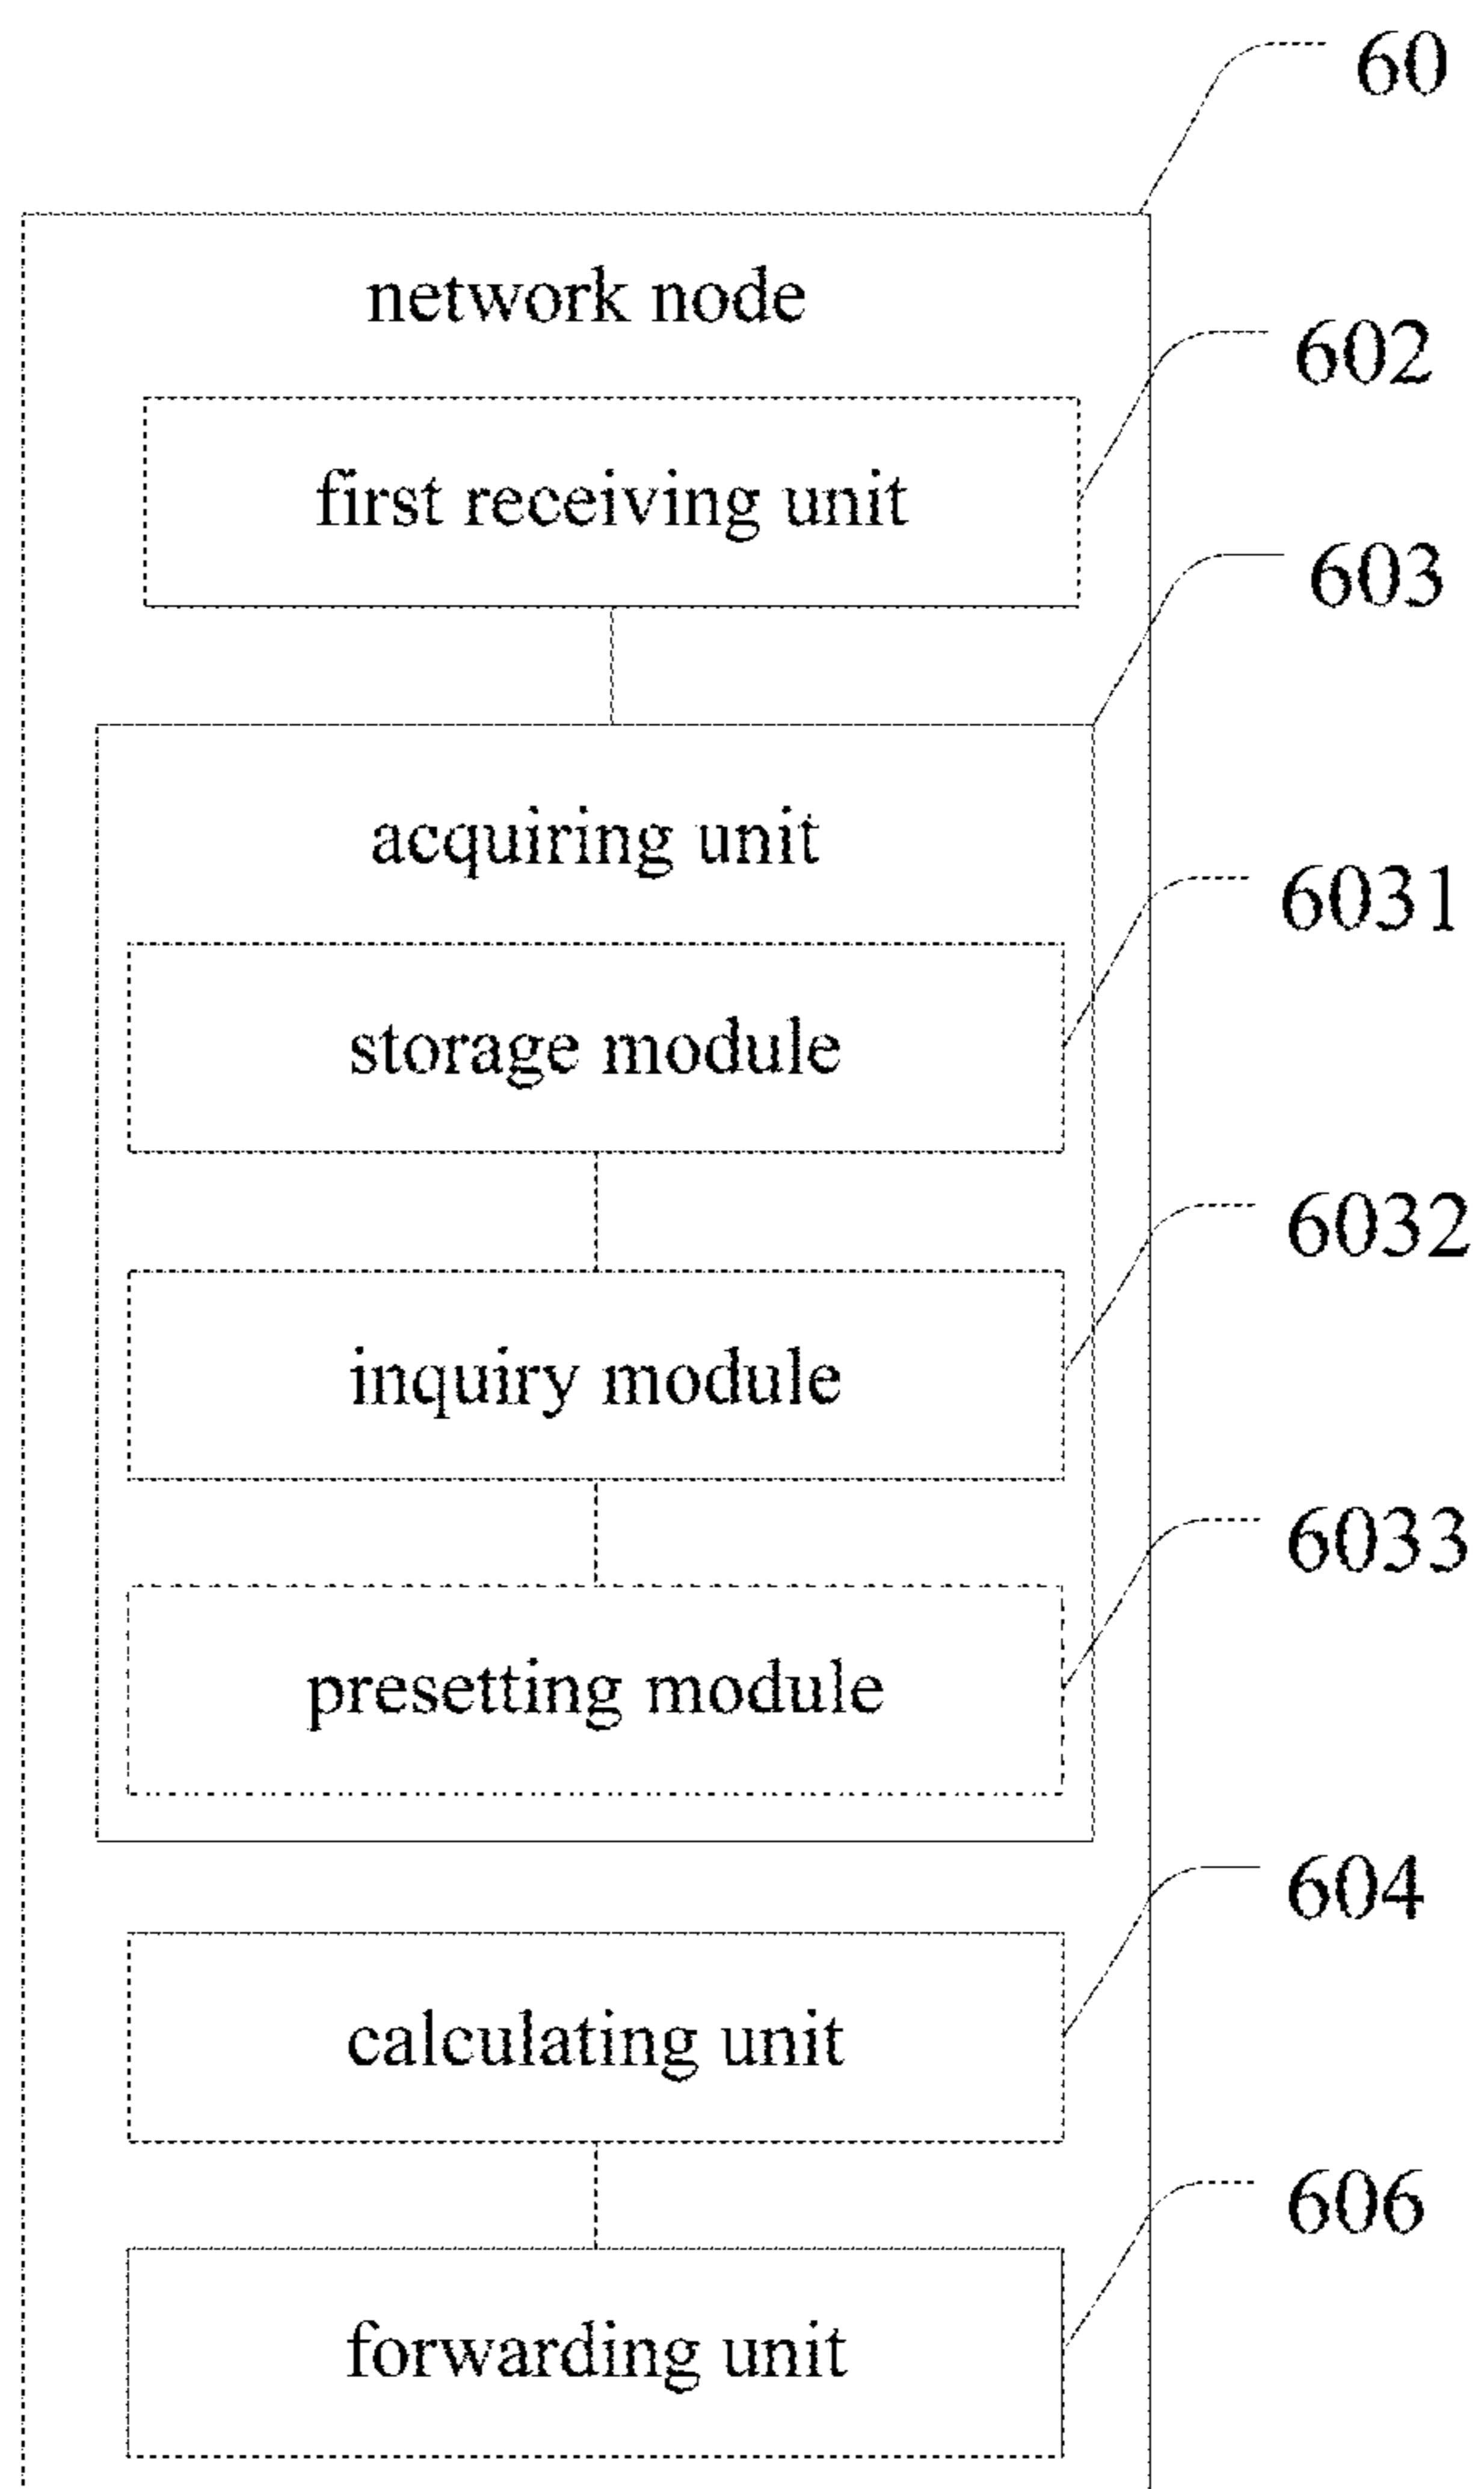 60
network node
602
first receiving unit
603
acquiring unit
6031
storage module
6032
inquiry module
6033
presetting module
604
calculating unit
606
forwarding unit